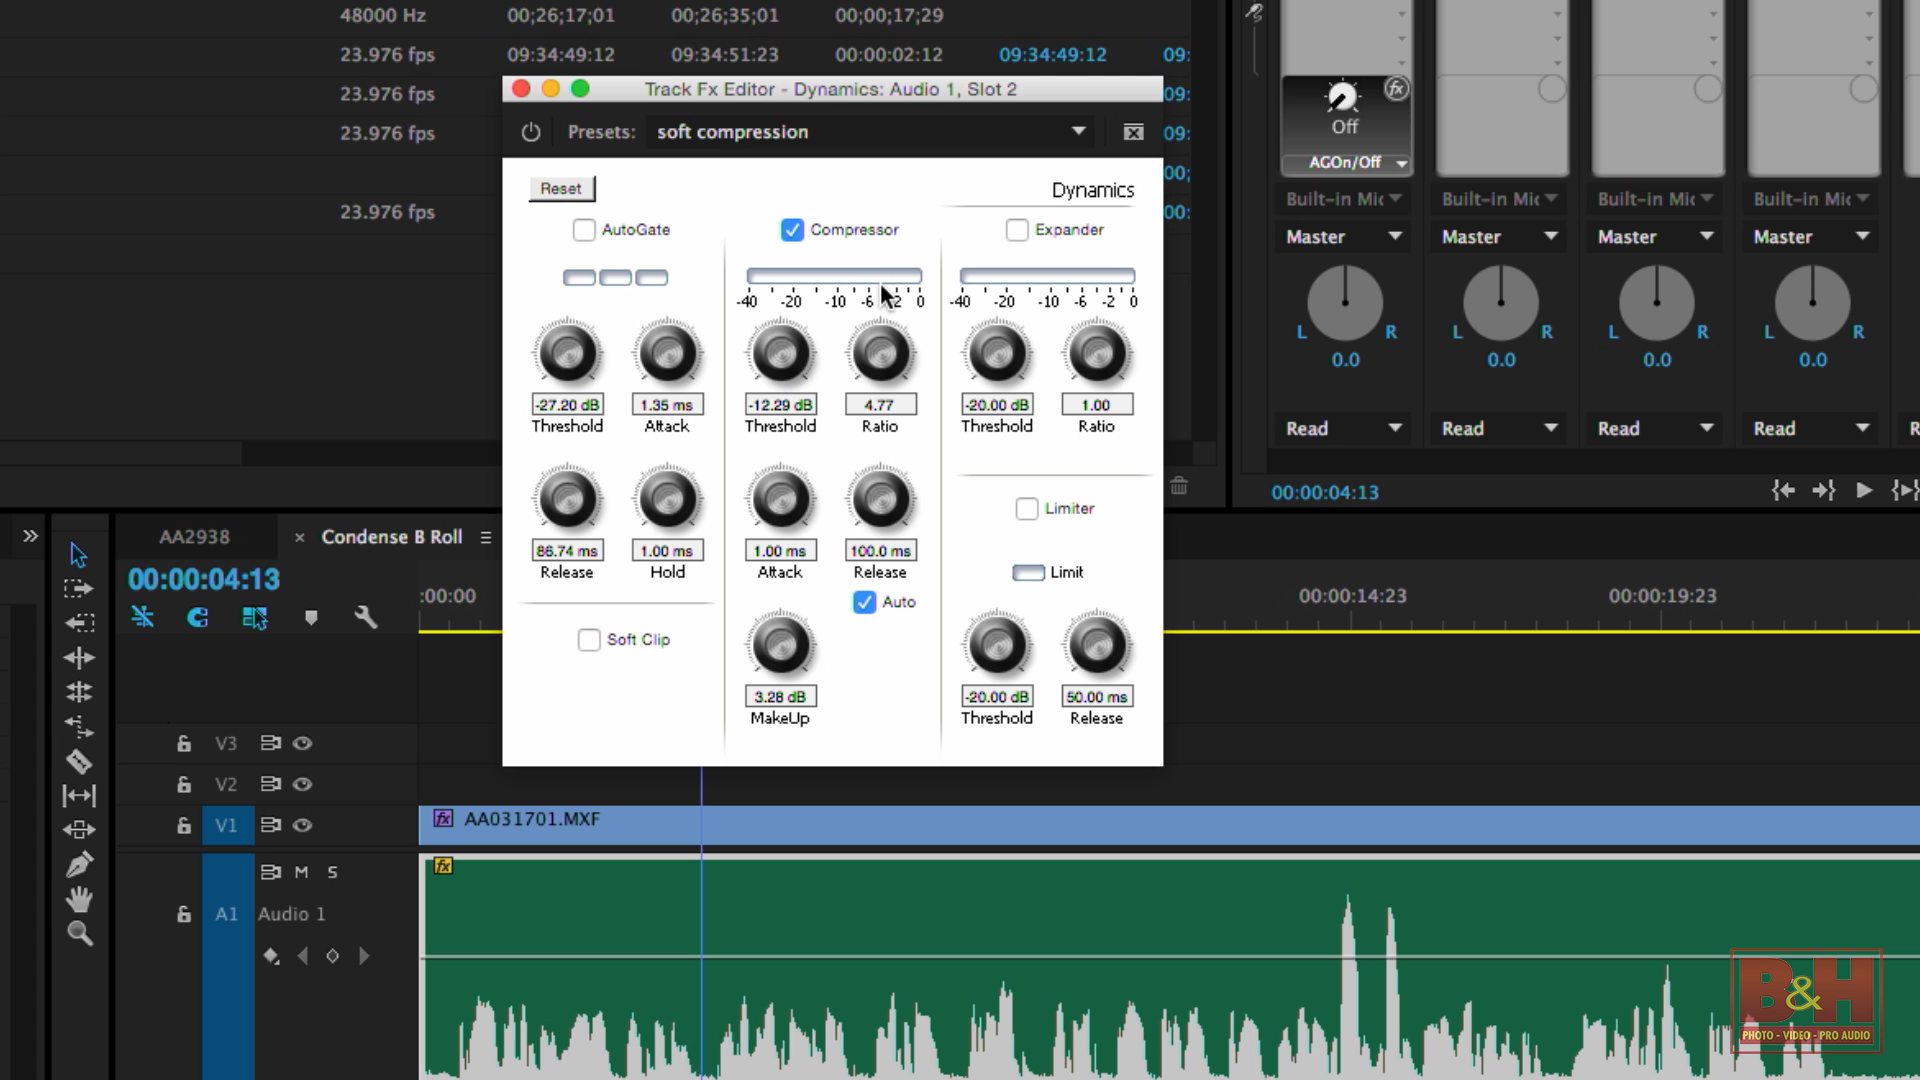 48000 Hz 00;26;17;01 00;26;35;01 00;00;17;29
23.976 fps 09:34:49:12 09:34:51:23 00:00:02:12 09:34:49:12 09:
23.976 fps 09:
23.976 fps 09:
00;
23.976 fps 00:
Track Fx Editor - Dynamics: Audio 1, Slot 2
Presets: soft compression
Reset Dynamics
AutoGate Compressor Expander
-40 -20 -10 -6 -2 0 -40 -20 -10 -6 -2 0
-27.20 dB 1.35 ms -12.29 dB 4.77 -20.00 dB 1.00
Threshold Attack Threshold Ratio Threshold Ratio
Limiter
86.74 ms 1.00 ms 1.00 ms 100.0 ms
Release Hold Attack Release Limit
Auto
Soft Clip
3.28 dB -20.00 dB 50.00 ms
MakeUp Threshold Release
fx
Off
AGOn/Off
Built-in Mic Built-in Mic Built-in Mic Built-in Mic
Master Master Master Master
L R L R L R L R
0.0 0.0 0.0 0.0
Read Read Read Read R
00:00:04:13
AA2938 × Condense B Roll
00:00:04:13
:00:00 00:00:14:23 00:00:19:23
V3
V2
V1 fx AA031701.MXF
M S fx
A1 Audio 1
B&H
PHOTO - VIDEO - PRO AUDIO